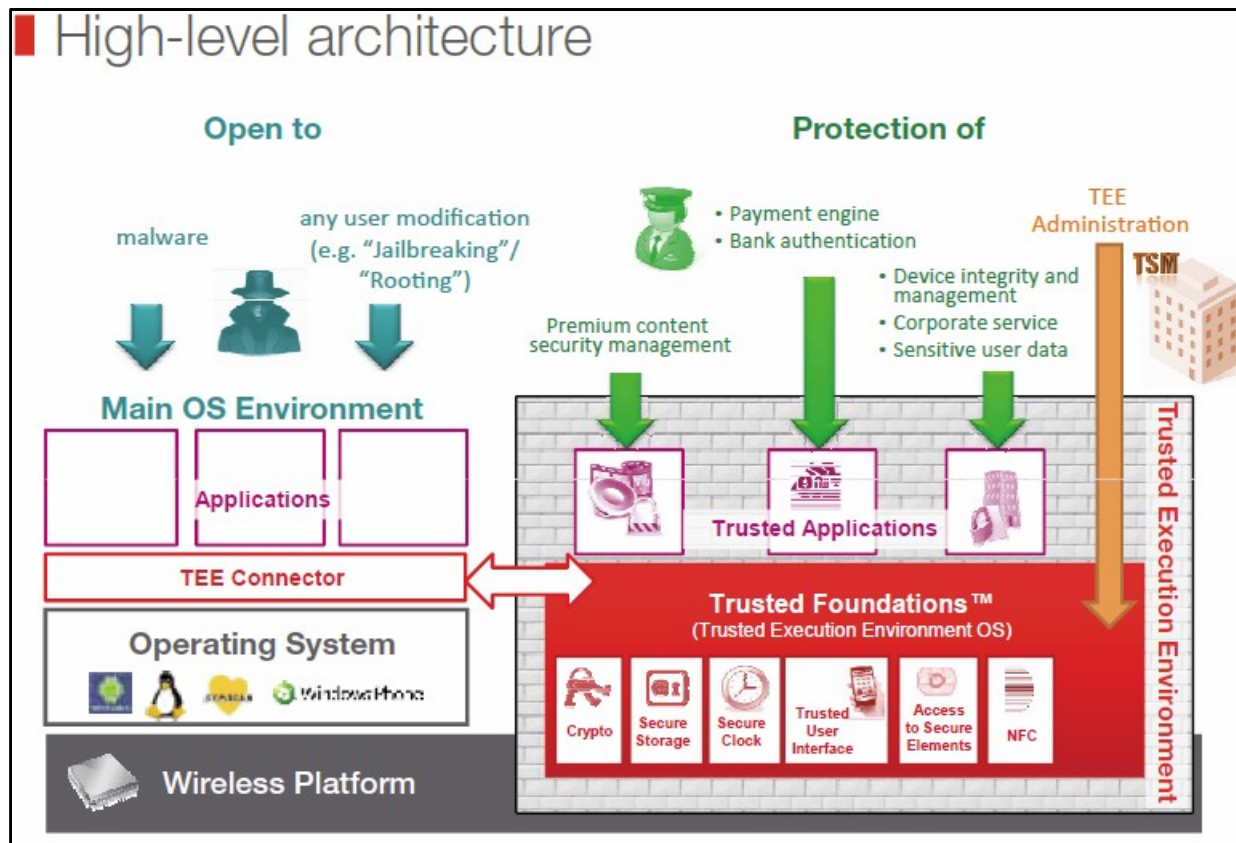 High-level architecture
Open to
Protection of
malware
any user modification
(e.g. “Jailbreaking”/
“Rooting”)
• Payment engine
• Bank authentication
TEE
Administration
TSM
Premium content
security management
• Device integrity and
management
• Corporate service
• Sensitive user data
Main OS Environment
Applications
Trusted Applications
TEE Connector
Trusted Foundations™
(Trusted Execution Environment OS)
Operating System
Windows Phone
Crypto
Secure
Storage
Secure
Clock
Trusted
User
Interface
Access
to Secure
Elements
NFC
Trusted Execution Environment
Wireless Platform